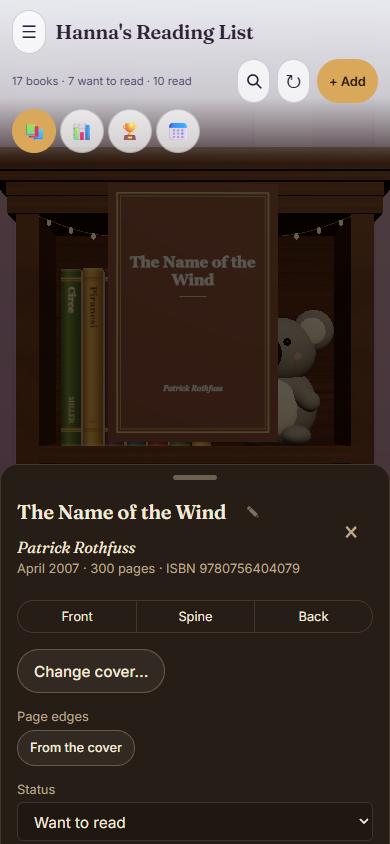 ☰ Hanna's Reading List
17 books · 7 want to read · 10 read
↻
+ Add
The Name of the
Wind
Patrick Rothfuss
Circe
MILLER
Piranesi
The Name of the Wind
Patrick Rothfuss
April 2007 · 300 pages · ISBN 9780756404079
×
Front
Spine
Back
Change cover...
Page edges
From the cover
Status
Want to read